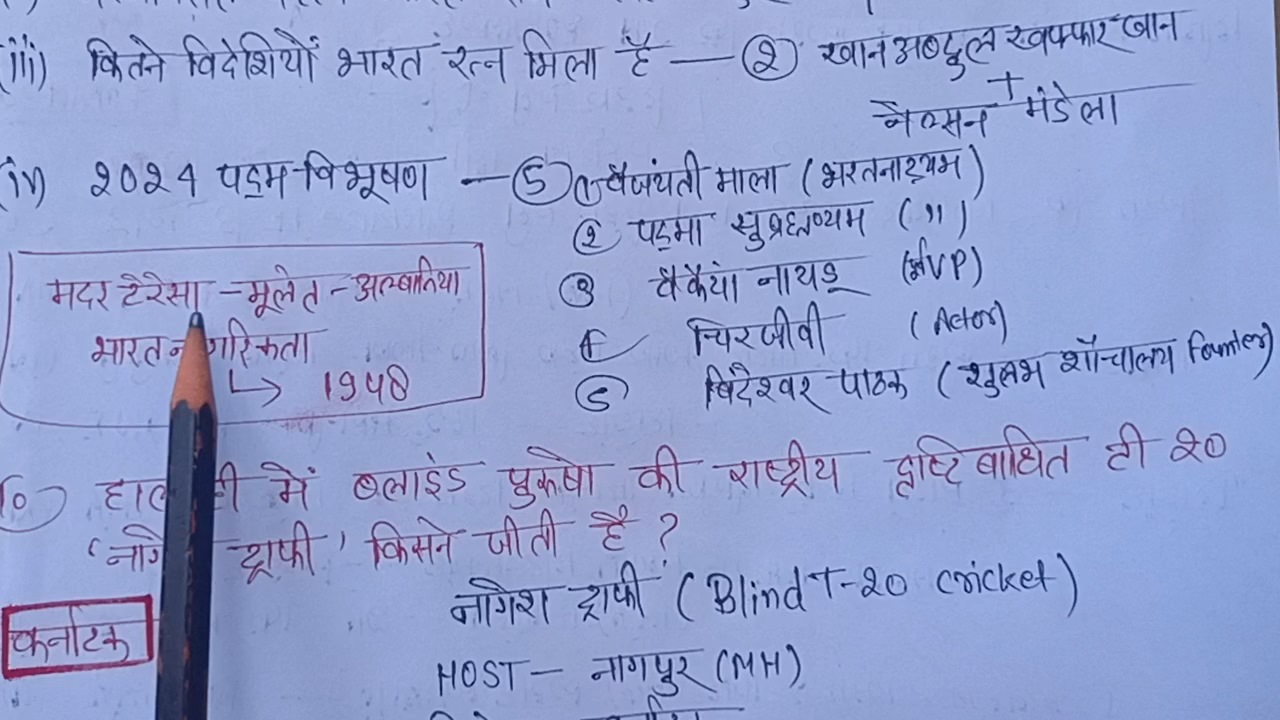 (iii) कितने विदेशियों भारत रत्न मिला है — (2) खान अब्दुल खफ्फार खान
+
नेल्सन मंडेला
(iv) 2024 पद्म-विभूषण — (5) (1) वैजयंती माला (भरतनाट्यम)
(2) पद्मा सुब्रह्मण्यम (11)
(3) वैकैया नायडू (VP)
4 चिरंजीवी (Actor)
(5) बिंदेश्वर पाठक (सुलभ शौचालय Founder)
मदर टेरेसा - मूलतः - अल्बानिया
भारत नागरिकता
↳ 1948
हाल ही में ब्लाइंड पुरुषो की राष्ट्रीय दृष्टि बाधित टी 20
'नागेश ट्राफी' किसने जीती है ?
नागेश ट्रॉफी (Blind T-20 cricket)
कर्नाटक
HOST - नागपुर (MH)